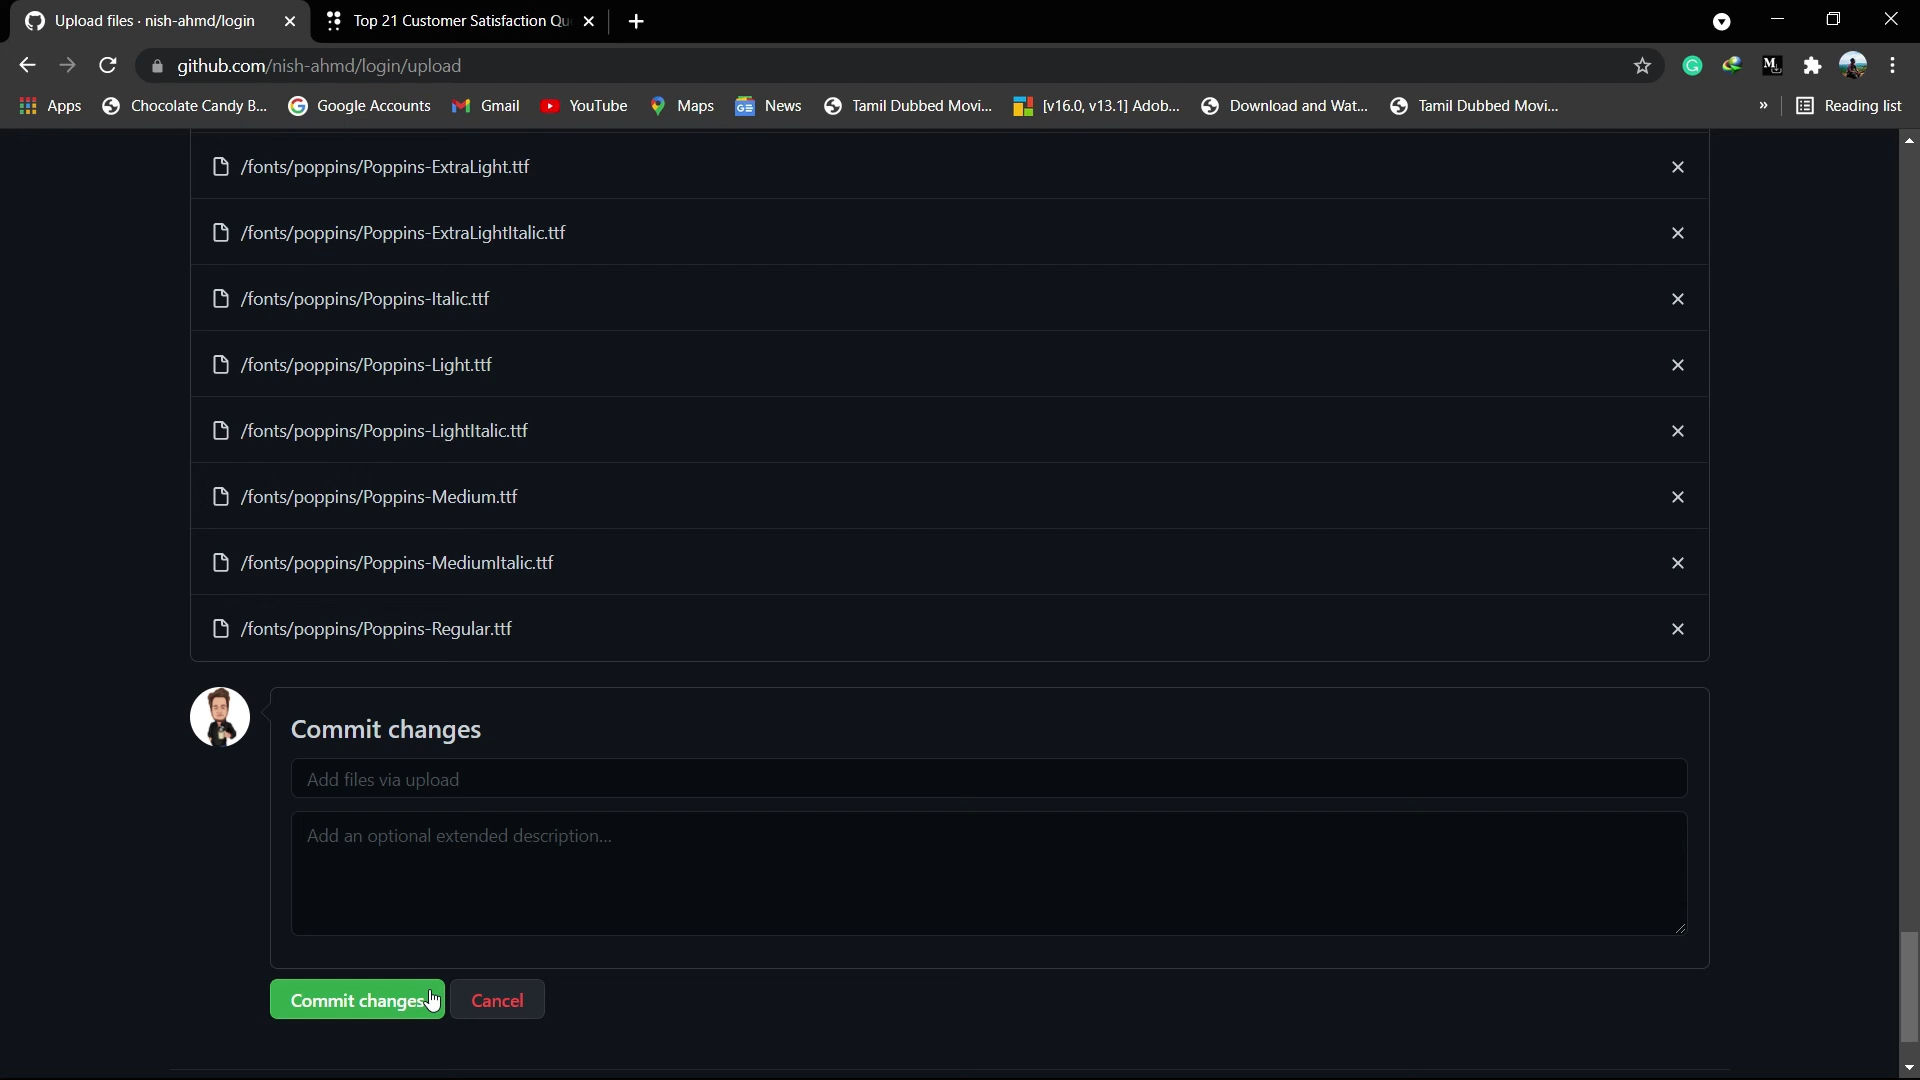 Upload files · nish-ahmd/login
Top 21 Customer Satisfaction Qu
github.com/nish-ahmd/login/upload
Apps
Chocolate Candy B...
Google Accounts
Gmail
YouTube
Maps
News
Tamil Dubbed Movi...
[v16.0, v13.1] Adob...
Download and Wat...
Tamil Dubbed Movi...
»
Reading list
/fonts/poppins/Poppins-ExtraLight.ttf
/fonts/poppins/Poppins-ExtraLightItalic.ttf
/fonts/poppins/Poppins-Italic.ttf
/fonts/poppins/Poppins-Light.ttf
/fonts/poppins/Poppins-LightItalic.ttf
/fonts/poppins/Poppins-Medium.ttf
/fonts/poppins/Poppins-MediumItalic.ttf
/fonts/poppins/Poppins-Regular.ttf
Commit changes
Add files via upload
Add an optional extended description...
Commit changes
Cancel